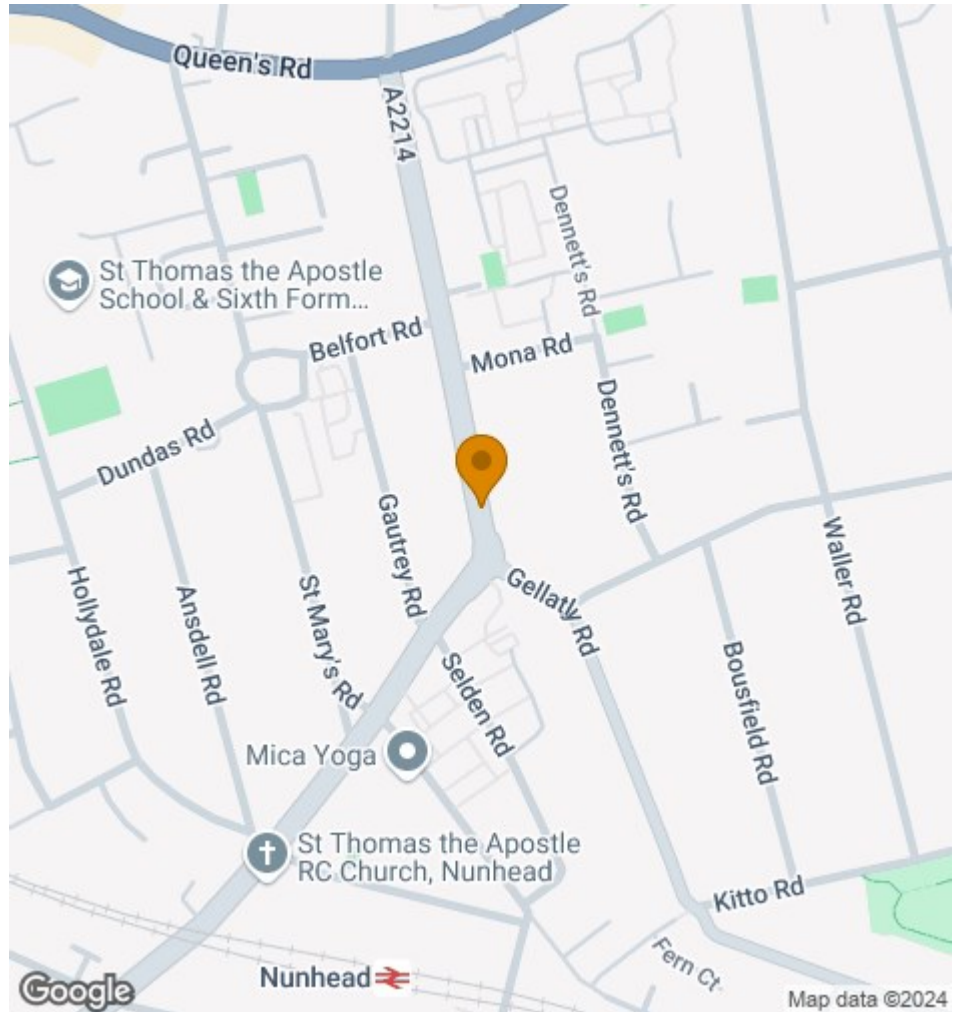 Queen's Rd
A2214
Dennett's Rd
St Thomas the Apostle
School & Sixth Form...
Belfort Rd
Mona Rd
Dennett's Rd
Dundas Rd
Gautrey Rd
Waller Rd
Hollydale Rd
Ansdell Rd
St Mary's Rd
Gellatly Rd
Selden Rd
Bousfield Rd
Mica Yoga
St Thomas the Apostle
RC Church, Nunhead
Kitto Rd
Fern Ct
Nunhead
Google
Map data ©2024